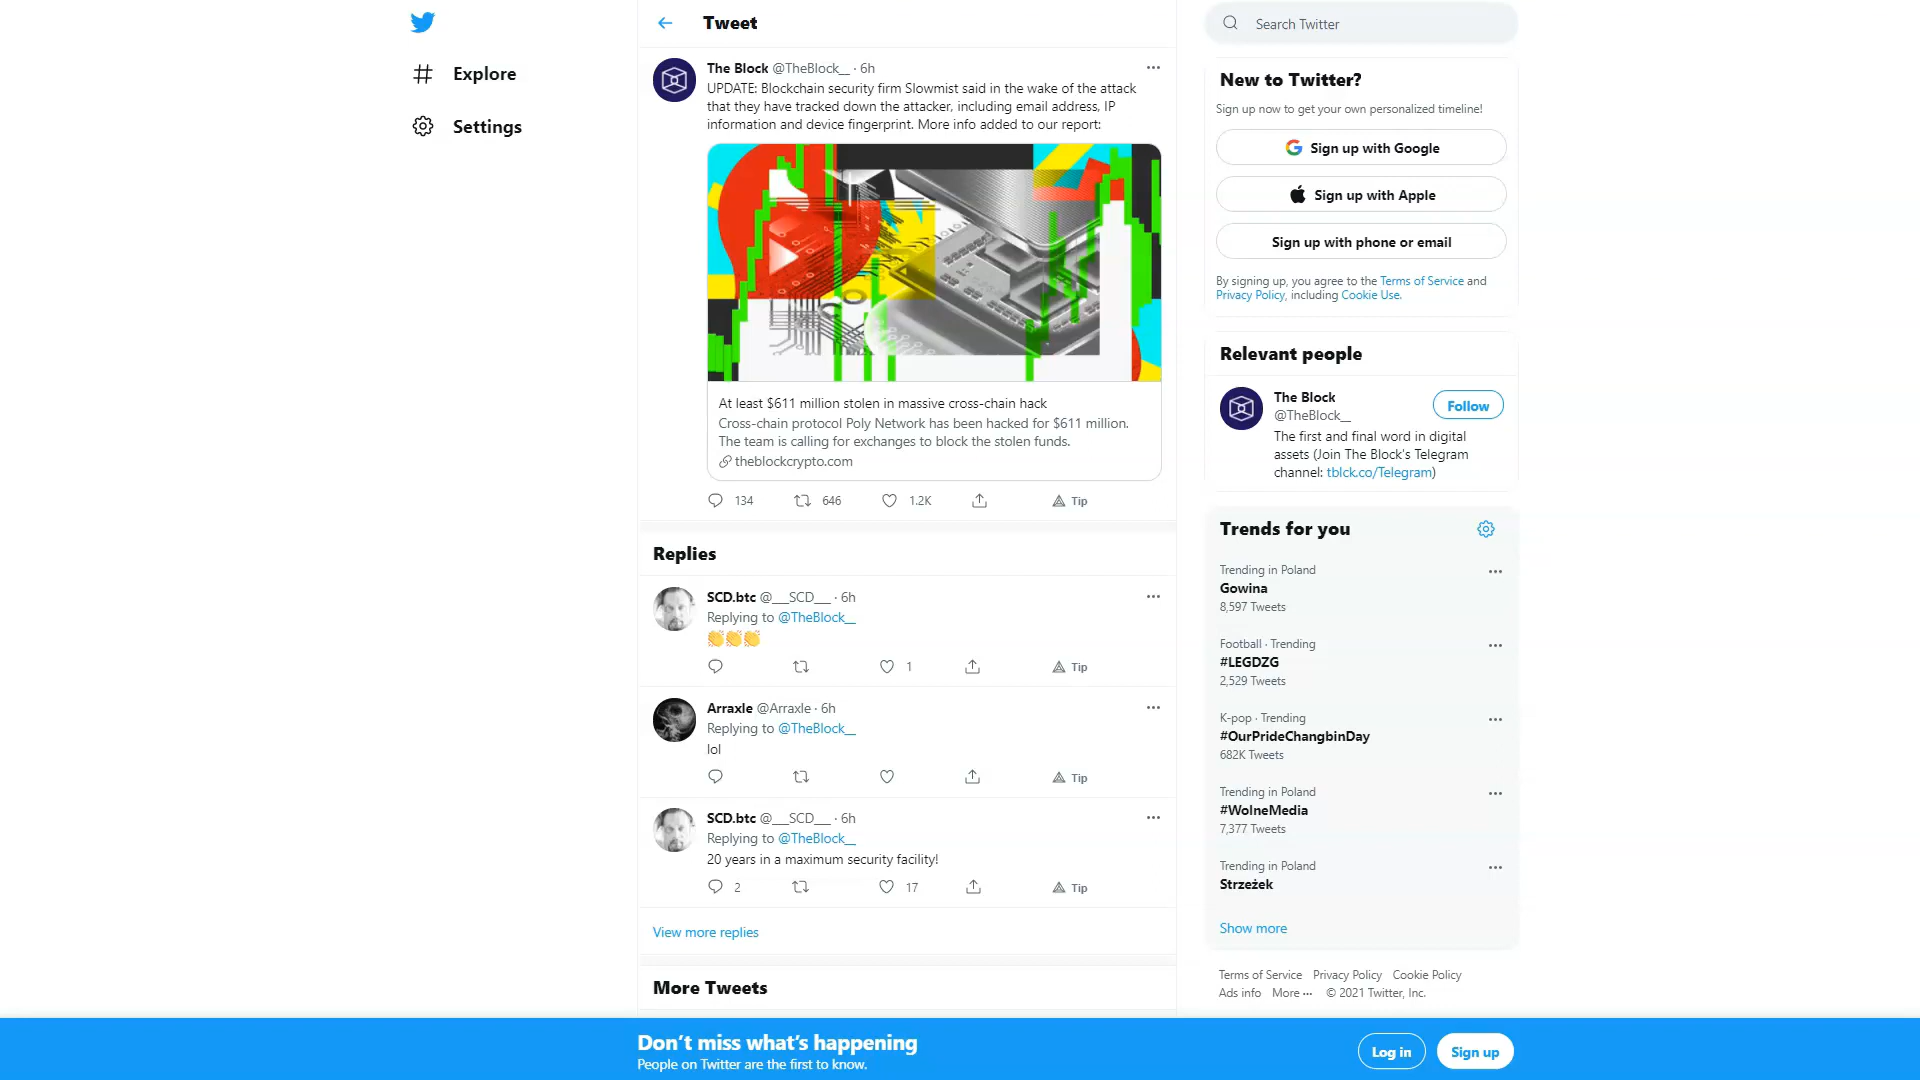 Explore
Settings
Tweet
The Block @TheBlock__ · 6h
UPDATE: Blockchain security firm Slowmist said in the wake of the attack
that they have tracked down the attacker, including email address, IP
information and device fingerprint. More info added to our report:
At least $611 million stolen in massive cross-chain hack
Cross-chain protocol Poly Network has been hacked for $611 million.
The team is calling for exchanges to block the stolen funds.
theblockcrypto.com
134 646 1.2K Tip
Replies
SCD.btc @___SCD___ · 6h
Replying to @TheBlock__
👏👏👏
1 Tip
Arraxle @Arraxle · 6h
Replying to @TheBlock__
lol
Tip
SCD.btc @___SCD___ · 6h
Replying to @TheBlock__
20 years in a maximum security facility!
2 17 Tip
View more replies
More Tweets
Search Twitter
New to Twitter?
Sign up now to get your own personalized timeline!
Sign up with Google
Sign up with Apple
Sign up with phone or email
By signing up, you agree to the Terms of Service and
Privacy Policy, including Cookie Use.
Relevant people
The Block
@TheBlock__
Follow
The first and final word in digital
assets (Join The Block's Telegram
channel: tblck.co/Telegram)
Trends for you
Trending in Poland
Gowina
8,597 Tweets
Football · Trending
#LEGDZG
2,529 Tweets
K-pop · Trending
#OurPrideChangbinDay
682K Tweets
Trending in Poland
#WolneMedia
7,377 Tweets
Trending in Poland
Strzeżek
Show more
Terms of Service Privacy Policy Cookie Policy
Ads info More ··· © 2021 Twitter, Inc.
Don't miss what's happening
People on Twitter are the first to know.
Log in
Sign up